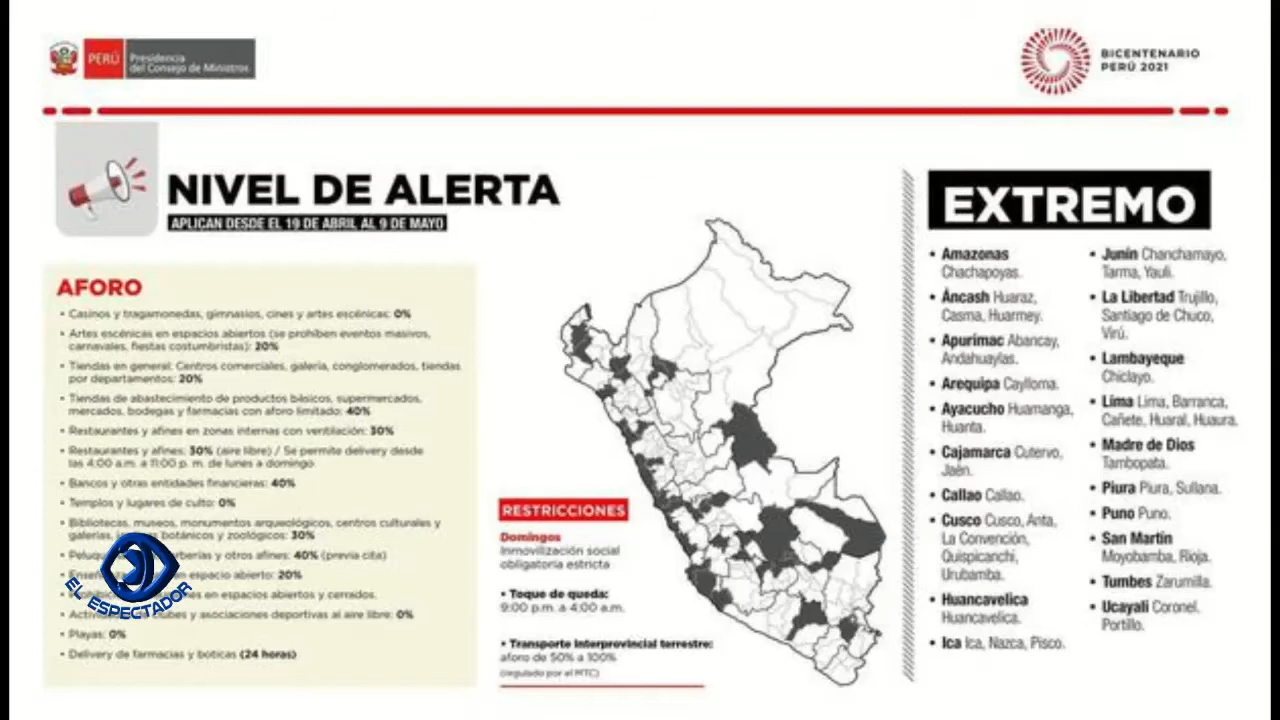 PERÚ
Presidencia
del Consejo de Ministros
BICENTENARIO
PERÚ 2021
NIVEL DE ALERTA
APLICAN DESDE EL 19 DE ABRIL AL 9 DE MAYO
EXTREMO
AFORO
• Casinos y tragamonedas, gimnasios, cines y artes escénicas: 0%
• Artes escénicas en espacios abiertos (se prohíben eventos masivos,
carnavales, fiestas costumbristas): 20%
• Tiendas en general: Centros comerciales, galería, conglomerados, tiendas
por departamentos: 20%
• Tiendas de abastecimiento de productos básicos, supermercados,
mercados, bodegas y farmacias con aforo limitado: 40%
• Restaurantes y afines en zonas internas con ventilación: 30%
• Restaurantes y afines: 50% (aire libre) / Se permite delivery desde
las 4:00 a.m. a 11:00 p. m. de lunes a domingo
• Bancos y otras entidades financieras: 40%
• Templos y lugares de culto: 0%
• Bibliotecas, museos, monumentos arqueológicos, centros culturales y
galerías, botánicos y zoológicos: 30%
y otros afines: 40% (previa cita)
espacio abierto: 20%
en espacios abiertos y cerrados.
clubes y asociaciones deportivas al aire libre: 0%
• Playas: 0%
• Delivery de farmacias y boticas (24 horas)
EL ESPECTADOR
RESTRICCIONES
Domingos
Inmovilización social
obligatoria estricta
• Toque de queda:
9:00 p.m. a 4:00 a.m.
• Transporte interprovincial terrestre:
aforo de 50% a 100%
(regulado por el MTC)
• Amazonas
Chachapoyas.
• Áncash Huaraz,
Casma, Huarmey.
• Apurímac Abancay,
Andahuaylas.
• Arequipa Caylloma.
• Ayacucho Huamanga,
Huanta.
• Cajamarca Cutervo,
Jaén.
• Callao Callao.
• Cusco Cusco, Anta,
La Convención,
Quispicanchi,
Urubamba.
• Huancavelica
Huancavelica.
• Ica Ica, Nazca, Pisco.
• Junín Chanchamayo,
Tarma, Yauli.
• La Libertad Trujillo,
Santiago de Chuco,
Virú.
• Lambayeque
Chiclayo.
• Lima Lima, Barranca,
Cañete, Huaral, Huaura.
• Madre de Dios
Tambopata.
• Piura Piura, Sullana.
• Puno Puno.
• San Martín
Moyobamba, Rioja.
• Tumbes Zarumilla.
• Ucayali Coronel.
Portillo.